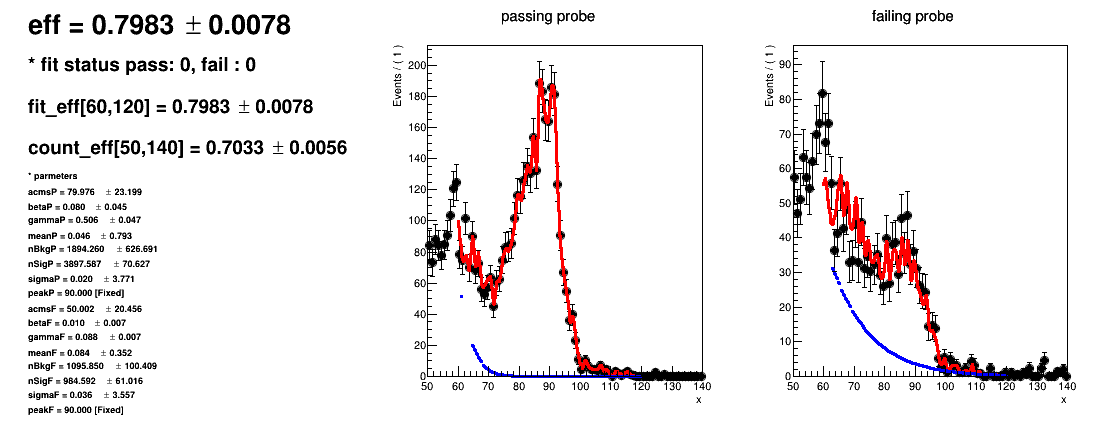 eff = 0.7983 ± 0.0078
* fit status pass: 0, fail : 0
fit_eff[60,120] = 0.7983 ± 0.0078
count_eff[50,140] = 0.7033 ± 0.0056
* parmeters
acmsP = 79.976 ± 23.199
betaP = 0.080 ± 0.045
gammaP = 0.506 ± 0.047
meanP = 0.046 ± 0.793
nBkgP = 1894.260 ± 626.691
nSigP = 3897.587 ± 70.627
sigmaP = 0.020 ± 3.771
peakP = 90.000 [Fixed]
acmsF = 50.002 ± 20.456
betaF = 0.010 ± 0.007
gammaF = 0.088 ± 0.007
meanF = 0.084 ± 0.352
nBkgF = 1095.850 ± 100.409
nSigF = 984.592 ± 61.016
sigmaF = 0.036 ± 3.557
peakF = 90.000 [Fixed]
passing probe
Events / ( 1 )
200
180
160
140
120
100
80
60
40
20
0
50 60 70 80 90 100 110 120 130 140
x
failing probe
Events / ( 1 )
90
80
70
60
50
40
30
20
10
0
50 60 70 80 90 100 110 120 130 140
x